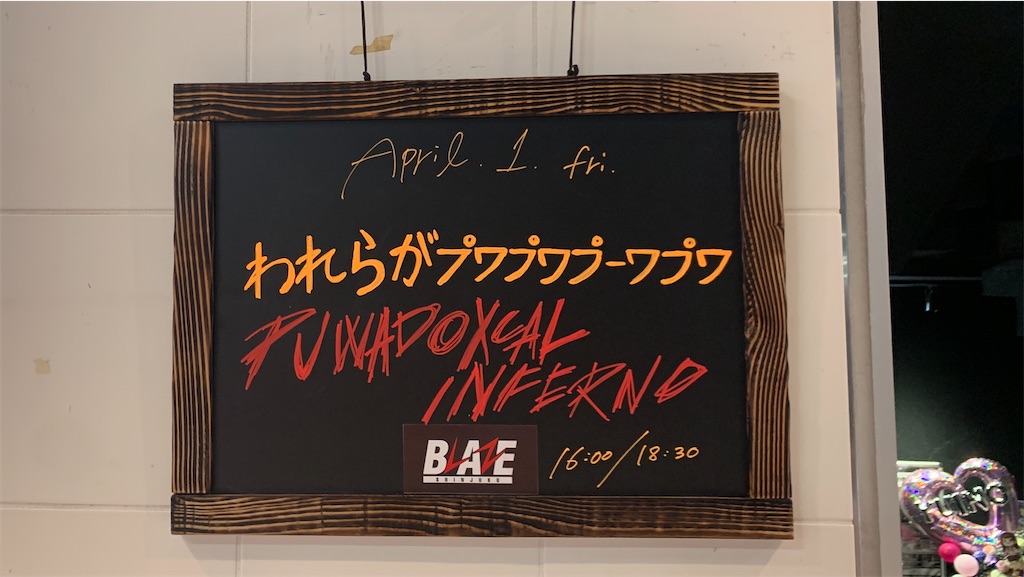 April. 1. fri.
われらがプワプワプーワプワ
PUWADOXCAL
INFERNO
BLAZE
SHINJUKU
16:00/18:30